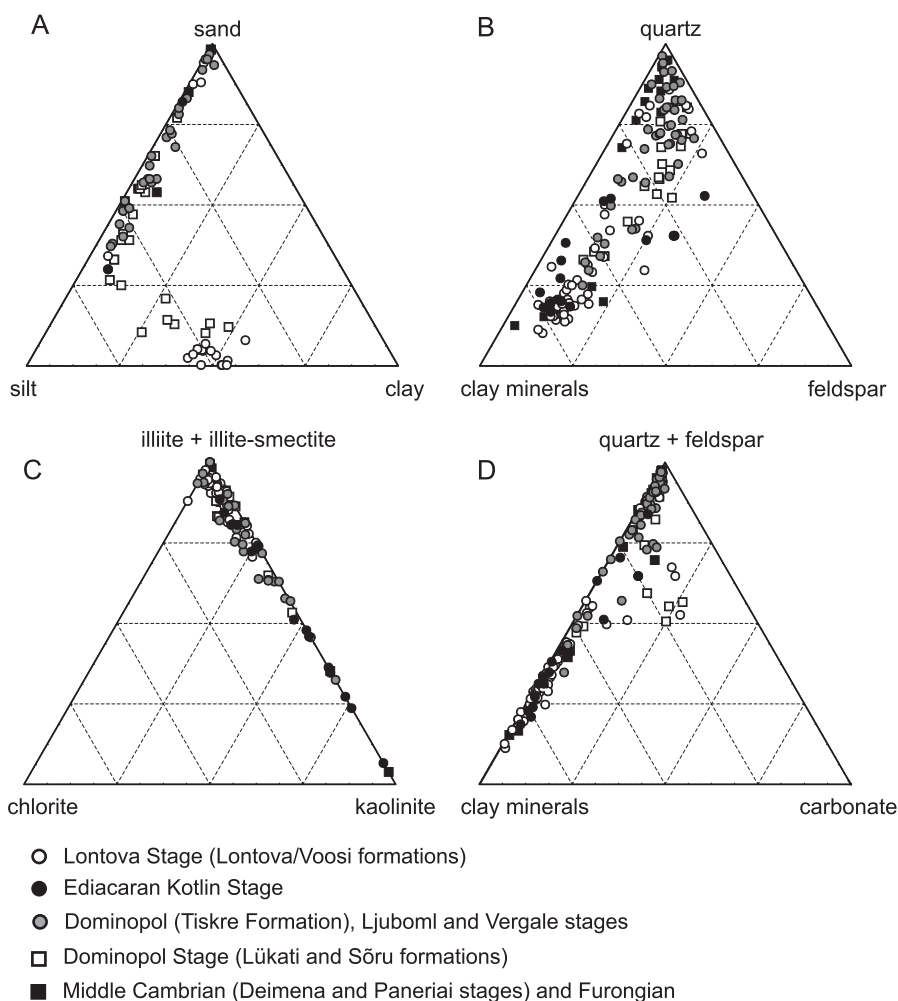 A
sand
silt
clay
B
quartz
clay minerals
feldspar
C
illiite + illite-smectite
chlorite
kaolinite
D
quartz + feldspar
clay minerals
carbonate
Lontova Stage (Lontova/Voosi formations)
Ediacaran Kotlin Stage
Dominopol (Tiskre Formation), Ljuboml and Vergale stages
Dominopol Stage (Lükati and Sõru formations)
Middle Cambrian (Deimena and Paneriai stages) and Furongian